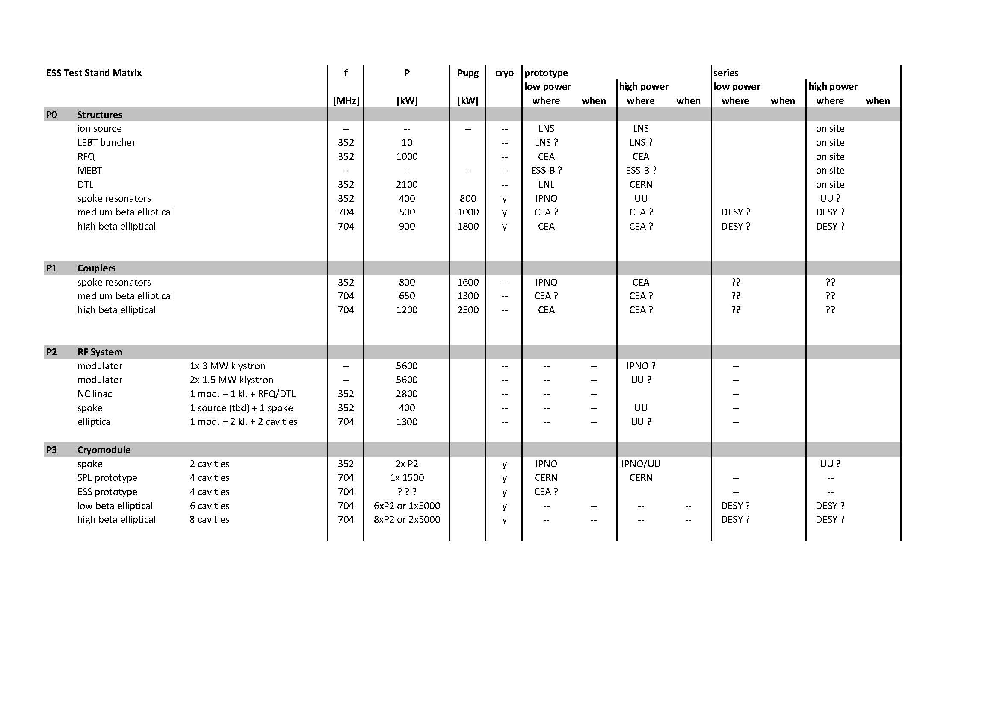 ESS Test Stand Matrix f P Pupg cryo prototype series
low power high power low power high power
[MHz] [kW] [kW] where when where when where when where when
P0 Structures
ion source -- -- -- -- LNS LNS on site
LEBT buncher 352 10 -- LNS ? LNS ? on site
RFQ 352 1000 -- CEA CEA on site
MEBT -- -- -- -- ESS-B ? ESS-B ? on site
DTL 352 2100 -- LNL CERN on site
spoke resonators 352 400 800 y IPNO UU UU ?
medium beta elliptical 704 500 1000 y CEA ? CEA ? DESY ? DESY ?
high beta elliptical 704 900 1800 y CEA CEA ? DESY ? DESY ?
P1 Couplers
spoke resonators 352 800 1600 -- IPNO CEA ?? ??
medium beta elliptical 704 650 1300 -- CEA ? CEA ? ?? ??
high beta elliptical 704 1200 2500 -- CEA CEA ? ?? ??
P2 RF System
modulator 1x 3 MW klystron -- 5600 -- -- -- IPNO ? --
modulator 2x 1.5 MW klystron -- 5600 -- -- -- UU ? --
NC linac 1 mod. + 1 kl. + RFQ/DTL 352 2800 -- -- -- --
spoke 1 source (tbd) + 1 spoke 352 400 -- -- -- UU --
elliptical 1 mod. + 2 kl. + 2 cavities 704 1300 -- -- -- UU ? --
P3 Cryomodule
spoke 2 cavities 352 2x P2 y IPNO IPNO/UU UU ?
SPL prototype 4 cavities 704 1x 1500 y CERN CERN -- --
ESS prototype 4 cavities 704 ? ? ? y CEA ? -- --
low beta elliptical 6 cavities 704 6xP2 or 1x5000 y -- -- -- -- DESY ? DESY ?
high beta elliptical 8 cavities 704 8xP2 or 2x5000 y -- -- -- -- DESY ? DESY ?